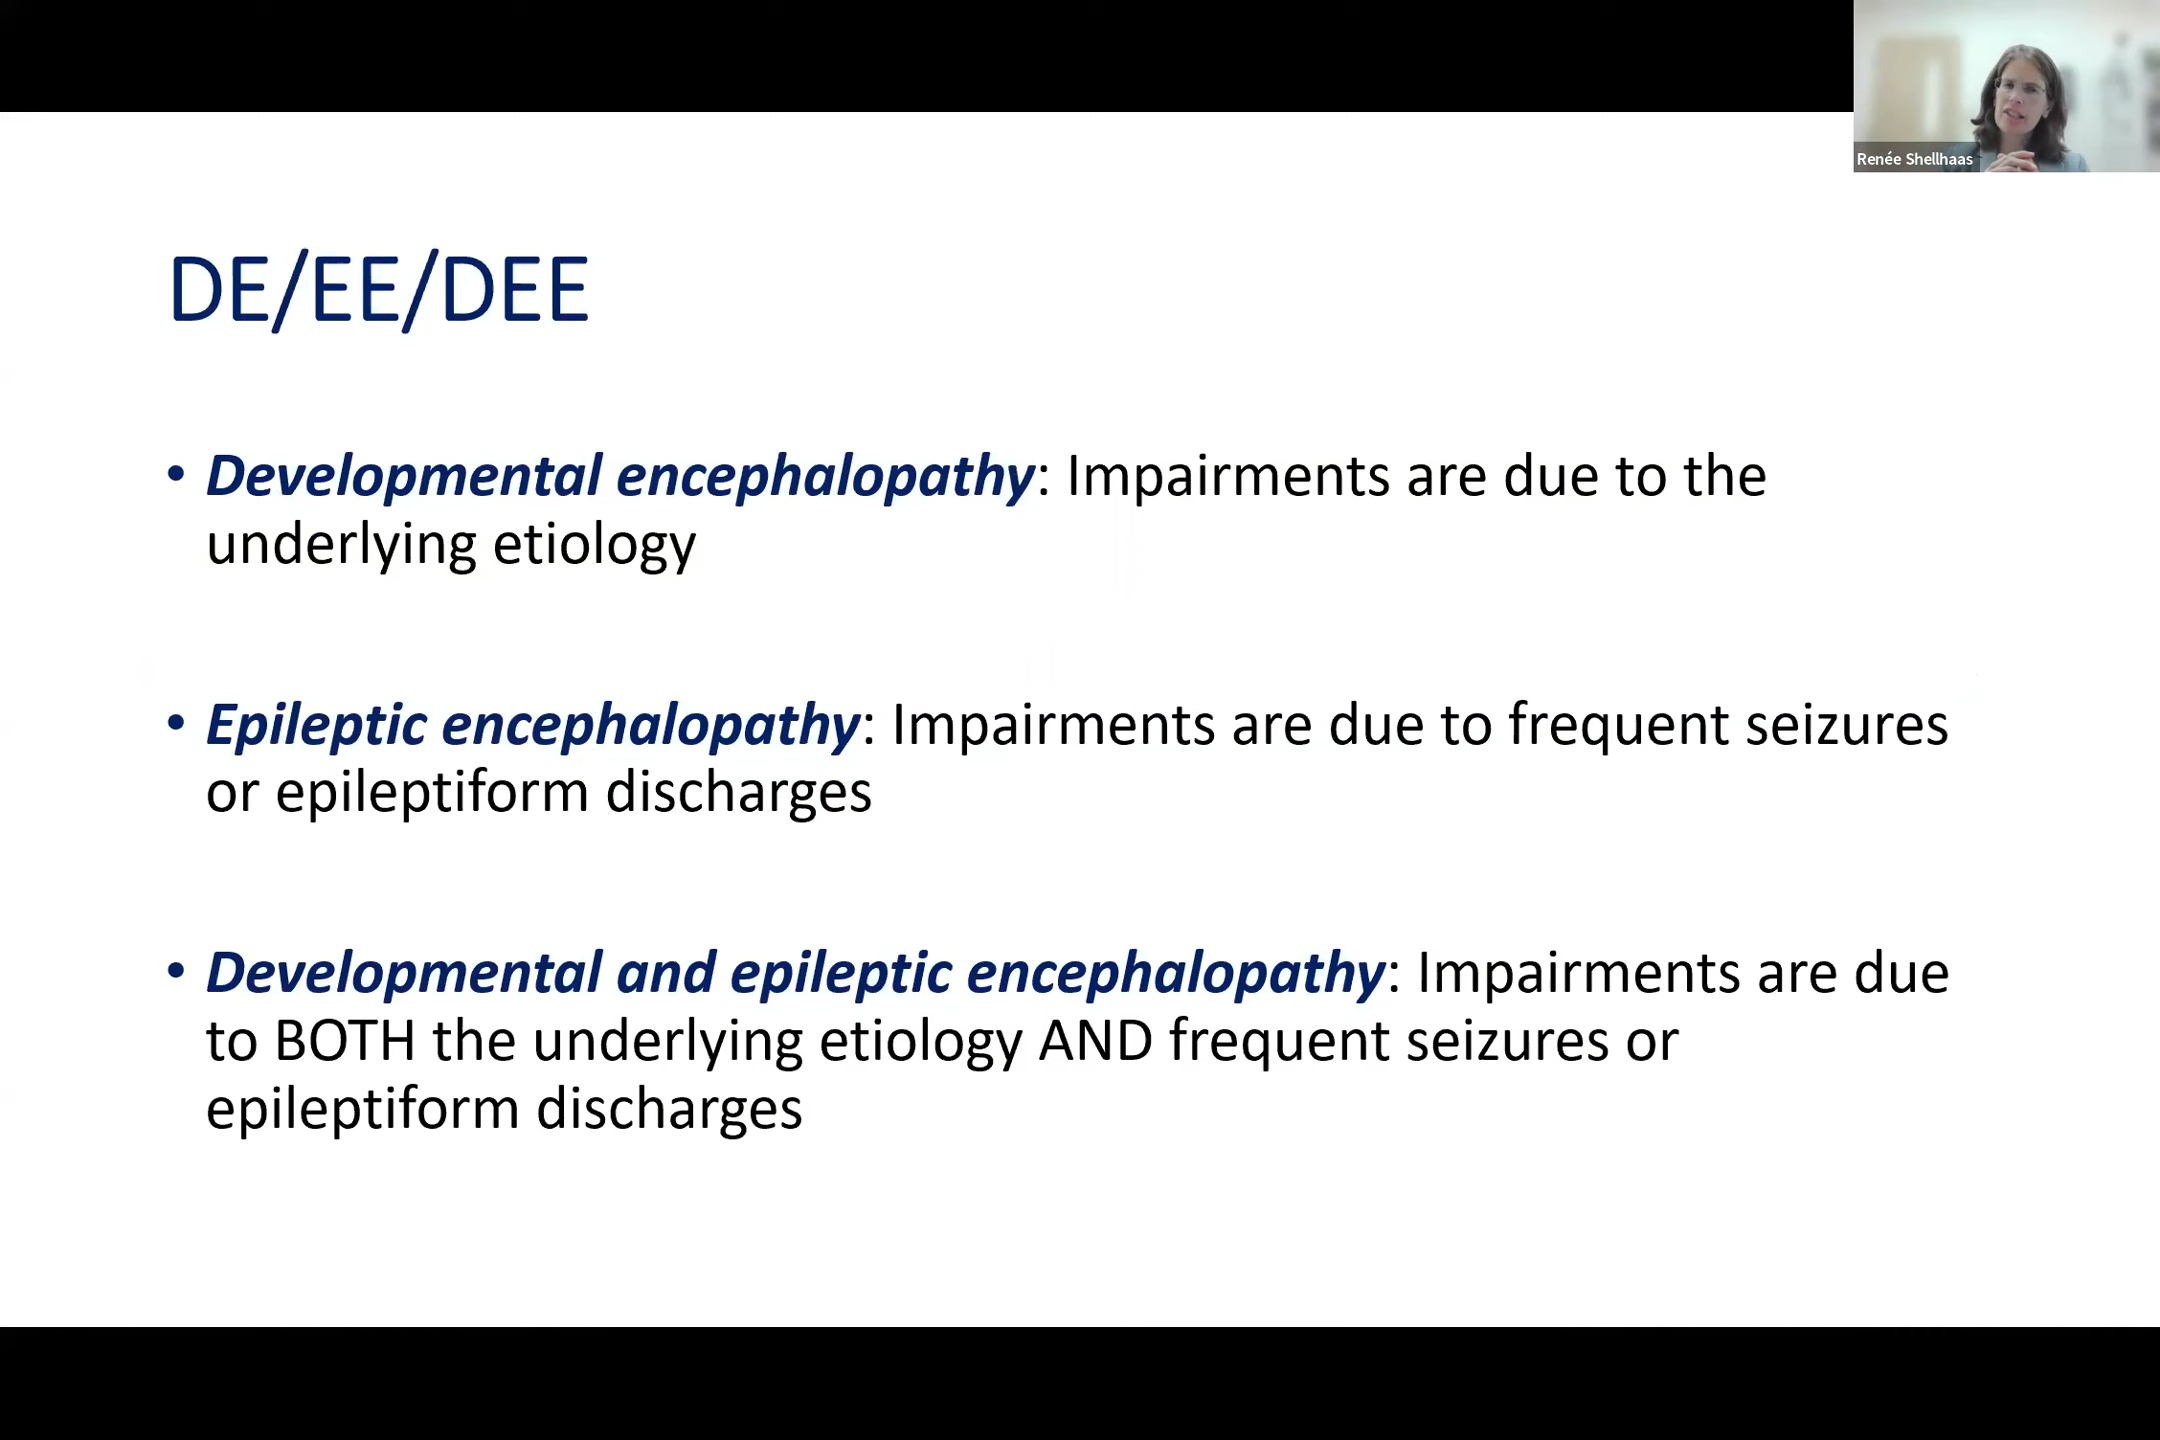 Renée Shellhaas
DE/EE/DEE
• Developmental encephalopathy: Impairments are due to the
underlying etiology
• Epileptic encephalopathy: Impairments are due to frequent seizures
or epileptiform discharges
• Developmental and epileptic encephalopathy: Impairments are due
to BOTH the underlying etiology AND frequent seizures or
epileptiform discharges